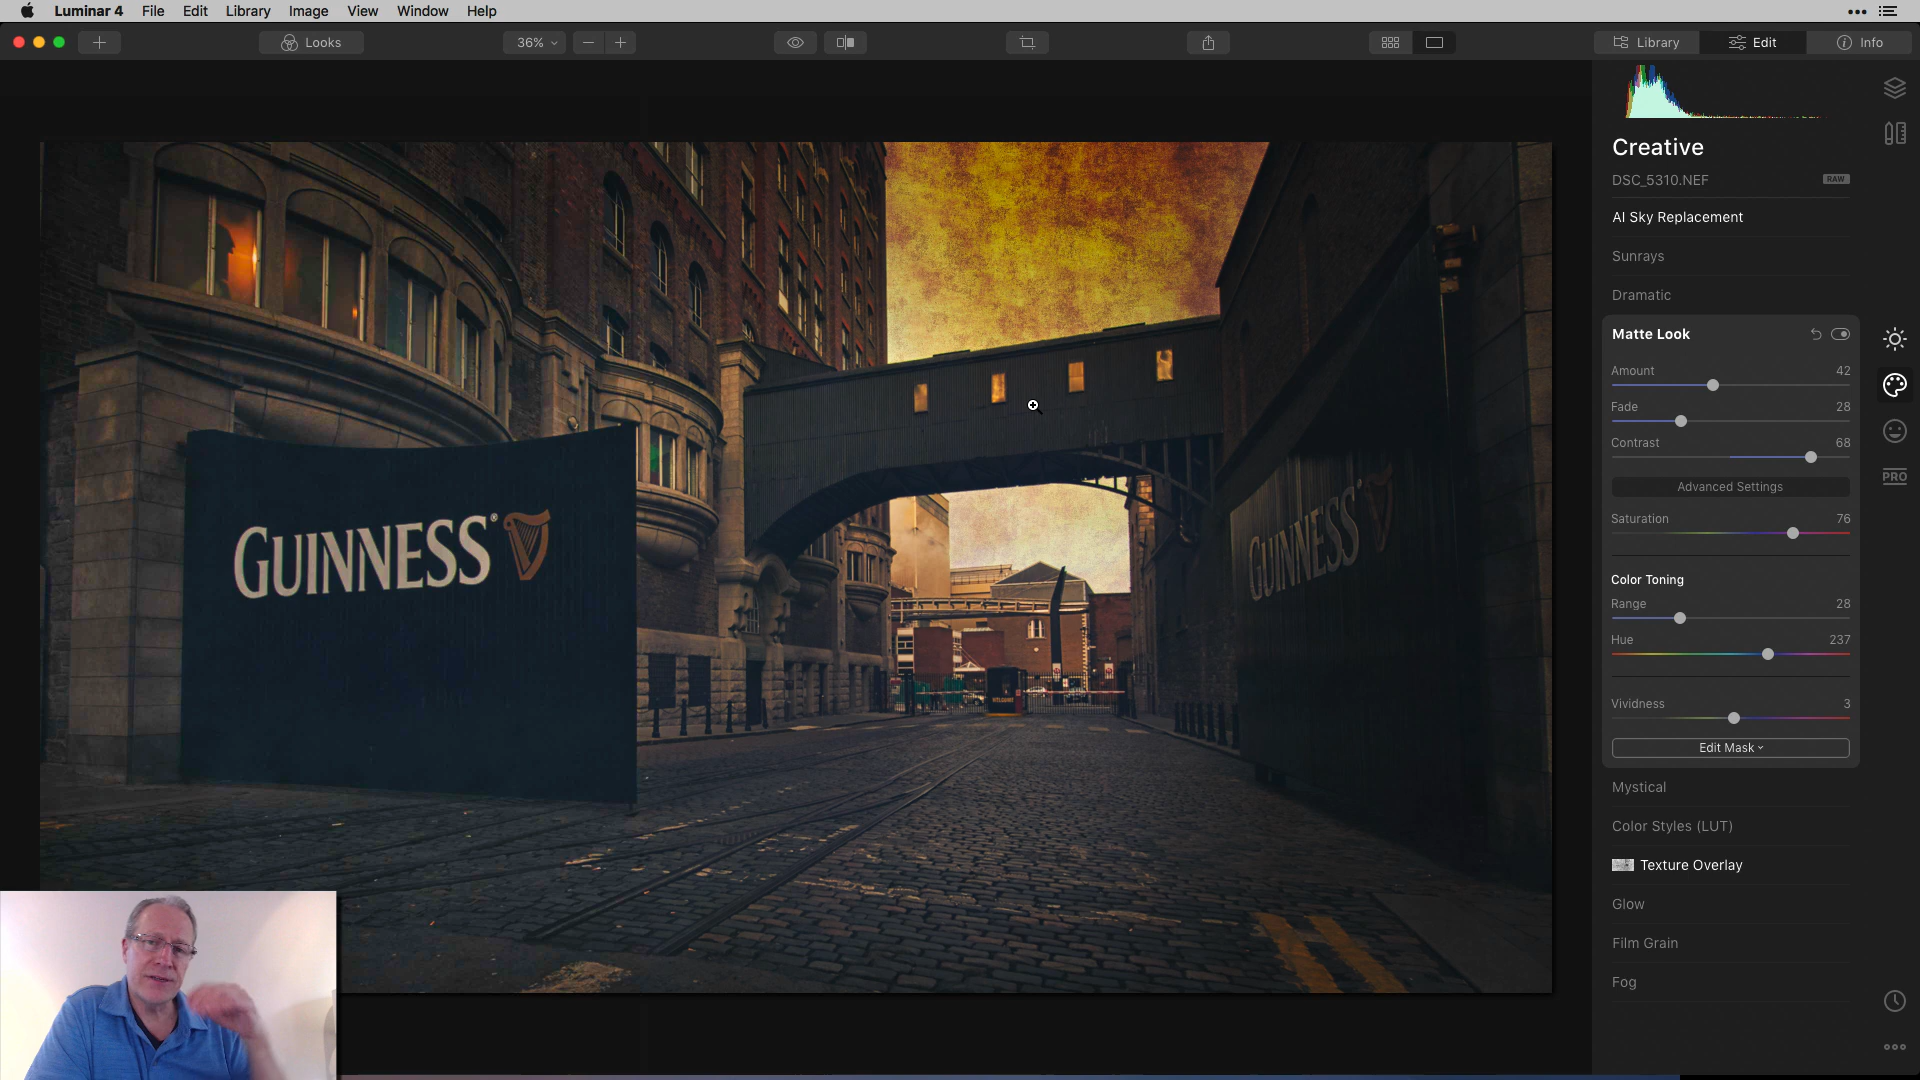 Luminar 4 File Edit Library Image View Window Help
Looks 36% Library Edit Info
Creative
DSC_5310.NEF RAW
AI Sky Replacement
Sunrays
Dramatic
Matte Look
Amount 42
Fade 28
Contrast 68
Advanced Settings
Saturation 76
Color Toning
Range 28
Hue 237
Vividness 3
Edit Mask
Mystical
Color Styles (LUT)
Texture Overlay
Glow
Film Grain
Fog
PRO
GUINNESS®
GUINNESS